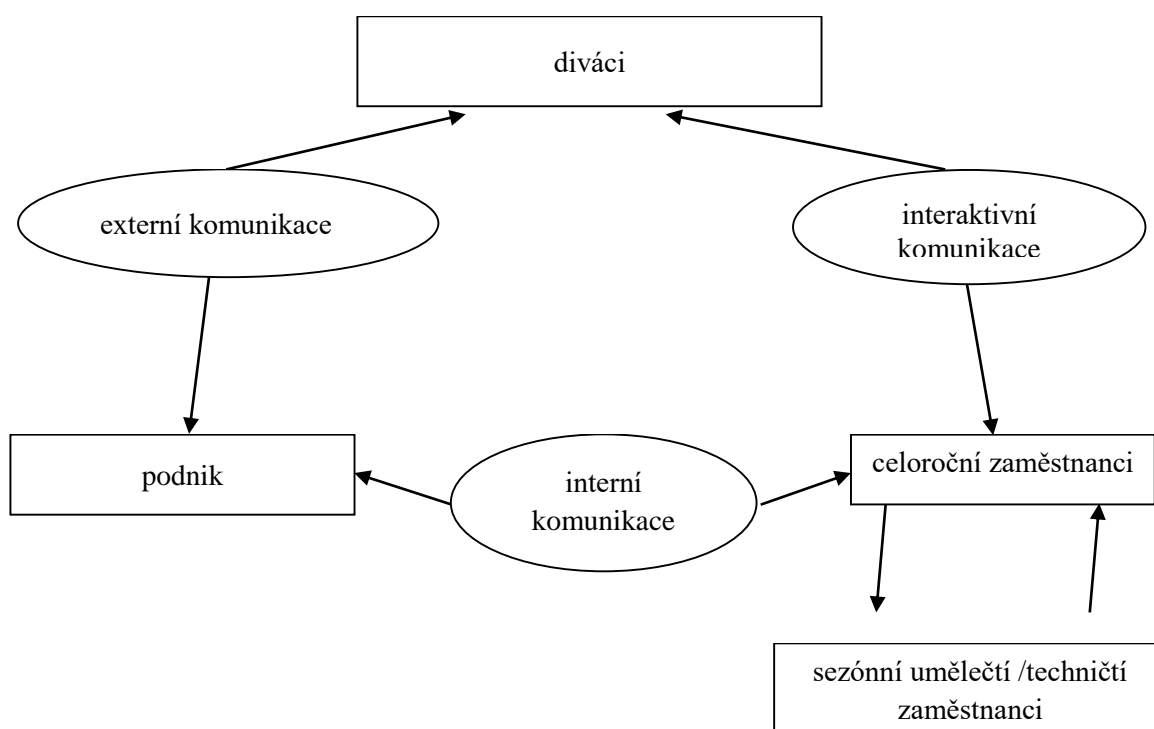 diváci
externí komunikace
interaktivní
komunikace
podnik
interní
komunikace
celoroční zaměstnanci
sezónní umělečtí /techničtí
zaměstnanci